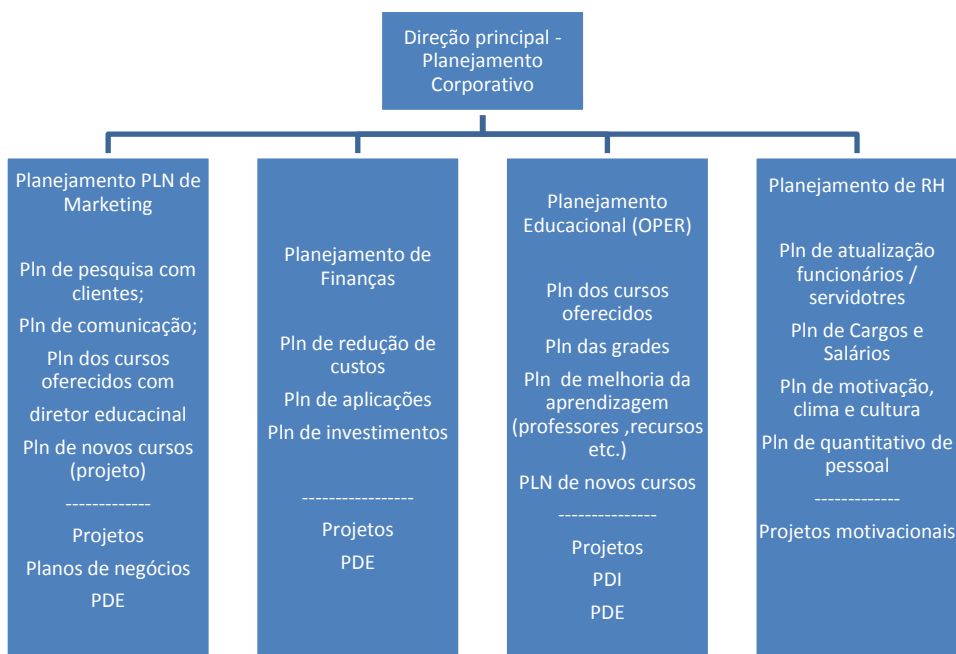 Direção principal -
Planejamento
Corporativo
Planejamento PLN de
Marketing
Pln de pesquisa com
clientes;
Pln de comunicação;
Pln dos cursos
oferecidos com
diretor educacinal
Pln de novos cursos
(projeto)
-------------
Projetos
Planos de negócios
PDE
Planejamento de
Finanças
Pln de redução de
custos
Pln de aplicações
Pln de investimentos
-----------------
Projetos
PDE
Planejamento
Educacional (OPER)
Pln dos cursos
oferecidos
Pln das grades
Pln  de melhoria da
aprendizagem
(professores ,recursos
etc.)
PLN de novos cursos
---------------
Projetos
PDI
PDE
Planejamento de RH
Pln de atualização
funcionários /
servidotres
Pln de Cargos e
Salários
Pln de motivação,
clima e cultura
Pln de quantitativo de
pessoal
-------------
Projetos motivacionais